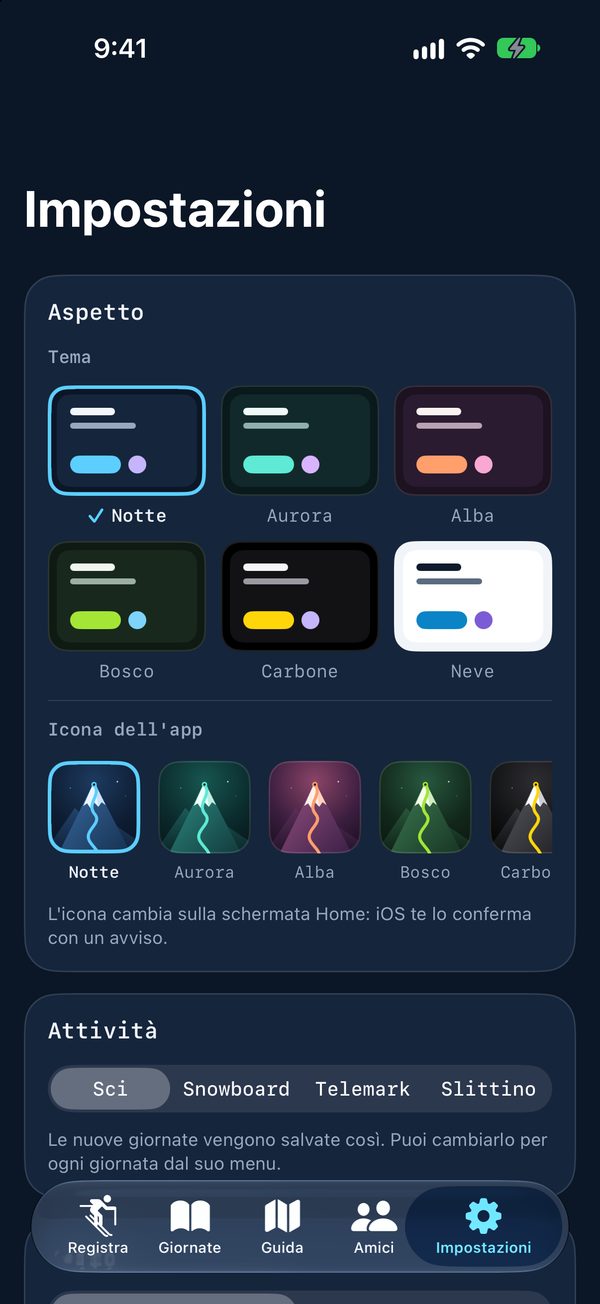 9:41
Impostazioni
Aspetto
Tema
Notte
Aurora
Alba
Bosco
Carbone
Neve
Icona dell'app
Notte
Aurora
Alba
Bosco
Carbo
L'icona cambia sulla schermata Home: iOS te lo conferma
con un avviso.
Attività
Sci
Snowboard
Telemark
Slittino
Le nuove giornate vengono salvate così. Puoi cambiarlo per
ogni giornata dal suo menu.
Registra
Giornate
Guida
Amici
Impostazioni